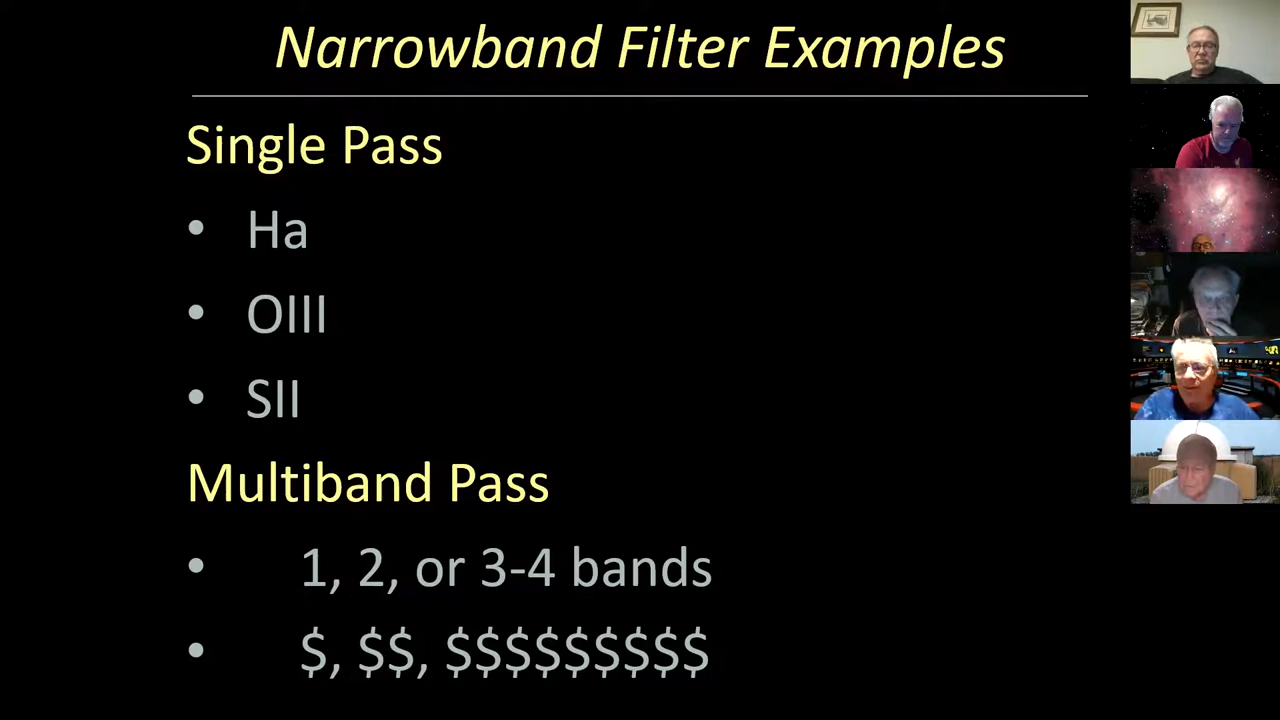 Narrowband Filter Examples
Single Pass
• Ha
• OIII
• SII
Multiband Pass
• 1, 2, or 3-4 bands
• $, $$, $$$$$$$$$